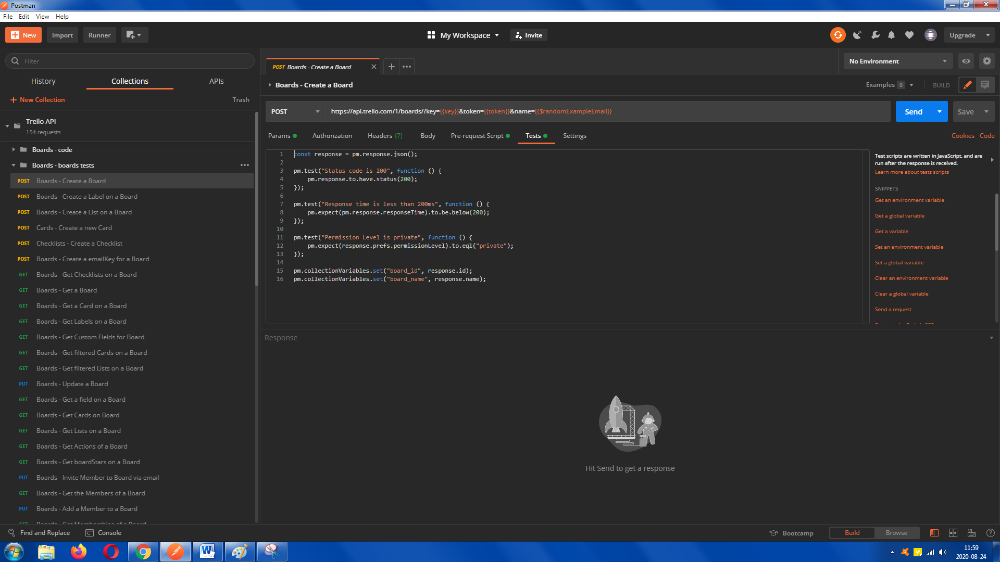 Postman
File Edit View Help
New Import Runner My Workspace Invite Upgrade
Filter
History Collections APIs
New Collection Trash
Trello API
154 requests
Boards - code
Boards - boards tests
POST Boards - Create a Board
POST Boards - Create a Label on a Board
POST Boards - Create a List on a Board
POST Cards - Create a new Card
POST Checklists - Create a Checklist
POST Boards - Create a emailKey for a Board
GET Boards - Get Checklists on a Board
GET Boards - Get a Board
GET Boards - Get a Card on a Board
GET Boards - Get Labels on a Board
GET Boards - Get Custom Fields for Board
GET Boards - Get filtered Cards on a Board
GET Boards - Get filtered Lists on a Board
PUT Boards - Update a Board
GET Boards - Get a field on a Board
GET Boards - Get Cards on Board
GET Boards - Get Lists on a Board
GET Boards - Get Actions of a Board
GET Boards - Get boardStars on a Board
PUT Boards - Invite Member to Board via email
GET Boards - Get the Members of a Board
PUT Boards - Add a Member to a Board
GET Boards - Get Memberships of a Board
POST Boards - Create a Board
No Environment
Boards - Create a Board
Examples 0 BUILD
POST https://api.trello.com/1/boards/?key={{key}}&token={{token}}&name={{$randomExampleEmail}}
Send Save
Params Authorization Headers (7) Body Pre-request Script Tests Settings
Cookies Code
1 const response = pm.response.json();
2
3 pm.test("Status code is 200", function () {
4 pm.response.to.have.status(200);
5 });
6
7 pm.test("Response time is less than 200ms", function () {
8 pm.expect(pm.response.responseTime).to.be.below(200);
9 });
10
11 pm.test("Permission Level is private", function () {
12 pm.expect(response.prefs.permissionLevel).to.eql("private");
13 });
14
15 pm.collectionVariables.set("board_id", response.id);
16 pm.collectionVariables.set("board_name", response.name);
Test scripts are written in JavaScript, and are
run after the response is received.
Learn more about tests scripts
SNIPPETS
Get an environment variable
Get a global variable
Get a variable
Set an environment variable
Set a global variable
Clear an environment variable
Clear a global variable
Send a request
Response
Hit Send to get a response
Find and Replace Console
Bootcamp Build Browse
11:59
2020-08-24